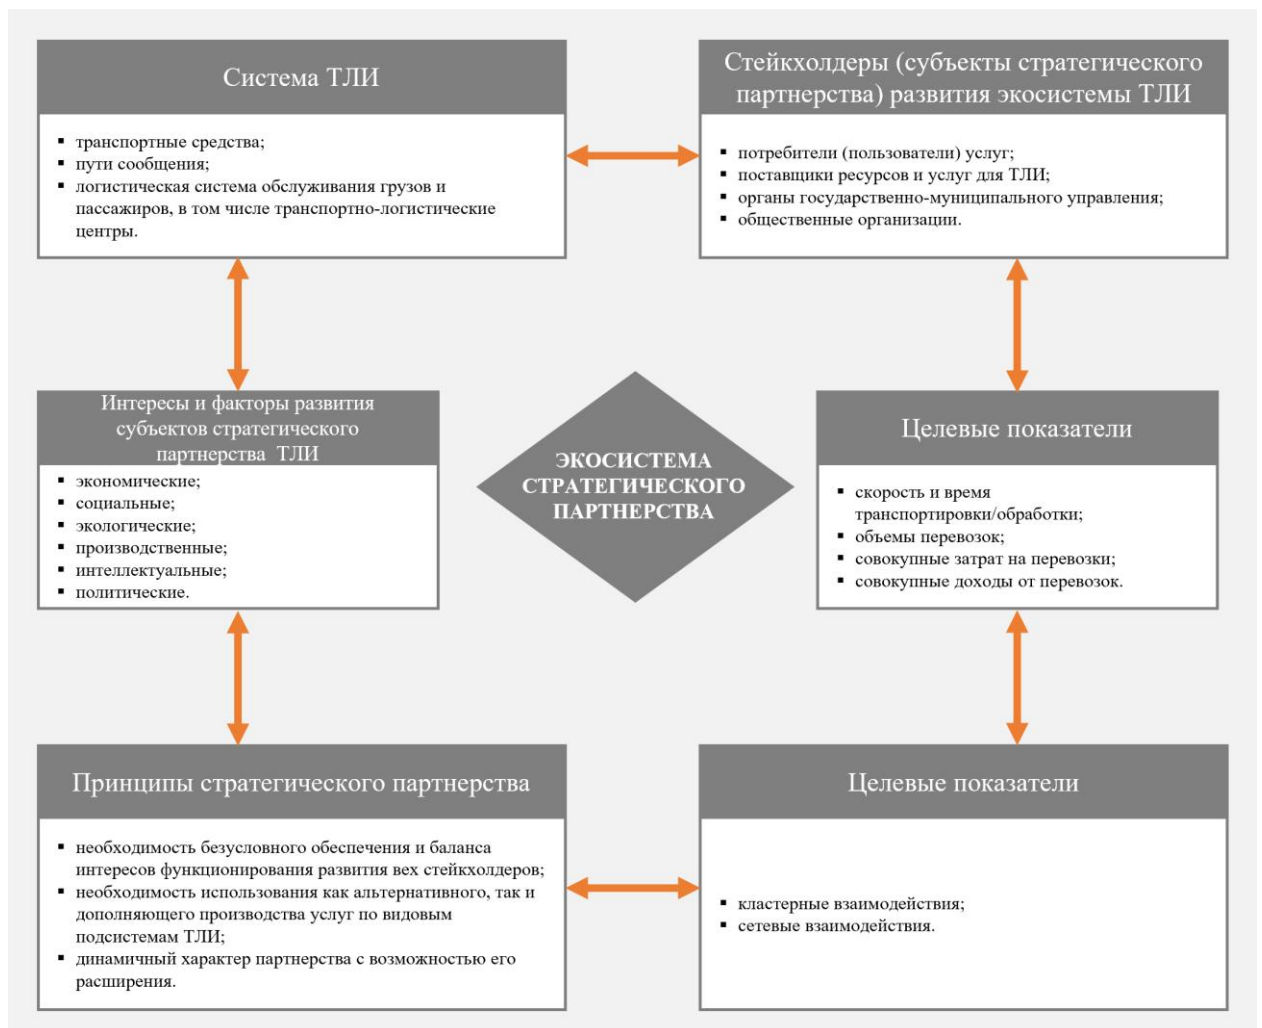 Система ТЛИ
▪ транспортные средства;
▪ пути сообщения;
▪ логистическая система обслуживания грузов и
пассажиров, в том числе транспортно-логистические
центры.
Стейкхолдеры (субъекты стратегического
партнерства) развития экосистемы ТЛИ
▪ потребители (пользователи) услуг;
▪ поставщики ресурсов и услуг для ТЛИ;
▪ органы государственно-муниципального управления;
▪ общественные организации.
Интересы и факторы развития
субъектов стратегического
партнерства ТЛИ
▪ экономические;
▪ социальные;
▪ экологические;
▪ производственные;
▪ интеллектуальные;
▪ политические.
ЭКОСИСТЕМА
СТРАТЕГИЧЕСКОГО
ПАРТНЕРСТВА
Целевые показатели
▪ скорость и время
транспортировки/обработки;
▪ объемы перевозок;
▪ совокупные затрат на перевозки;
▪ совокупные доходы от перевозок.
Принципы стратегического партнерства
▪ необходимость безусловного обеспечения и баланса
интересов функционирования развития вех стейкхолдеров;
▪ необходимость использования как альтернативного, так и
дополняющего производства услуг по видовым
подсистемам ТЛИ;
▪ динамичный характер партнерства с возможностью его
расширения.
Целевые показатели
▪ кластерные взаимодействия;
▪ сетевые взаимодействия.